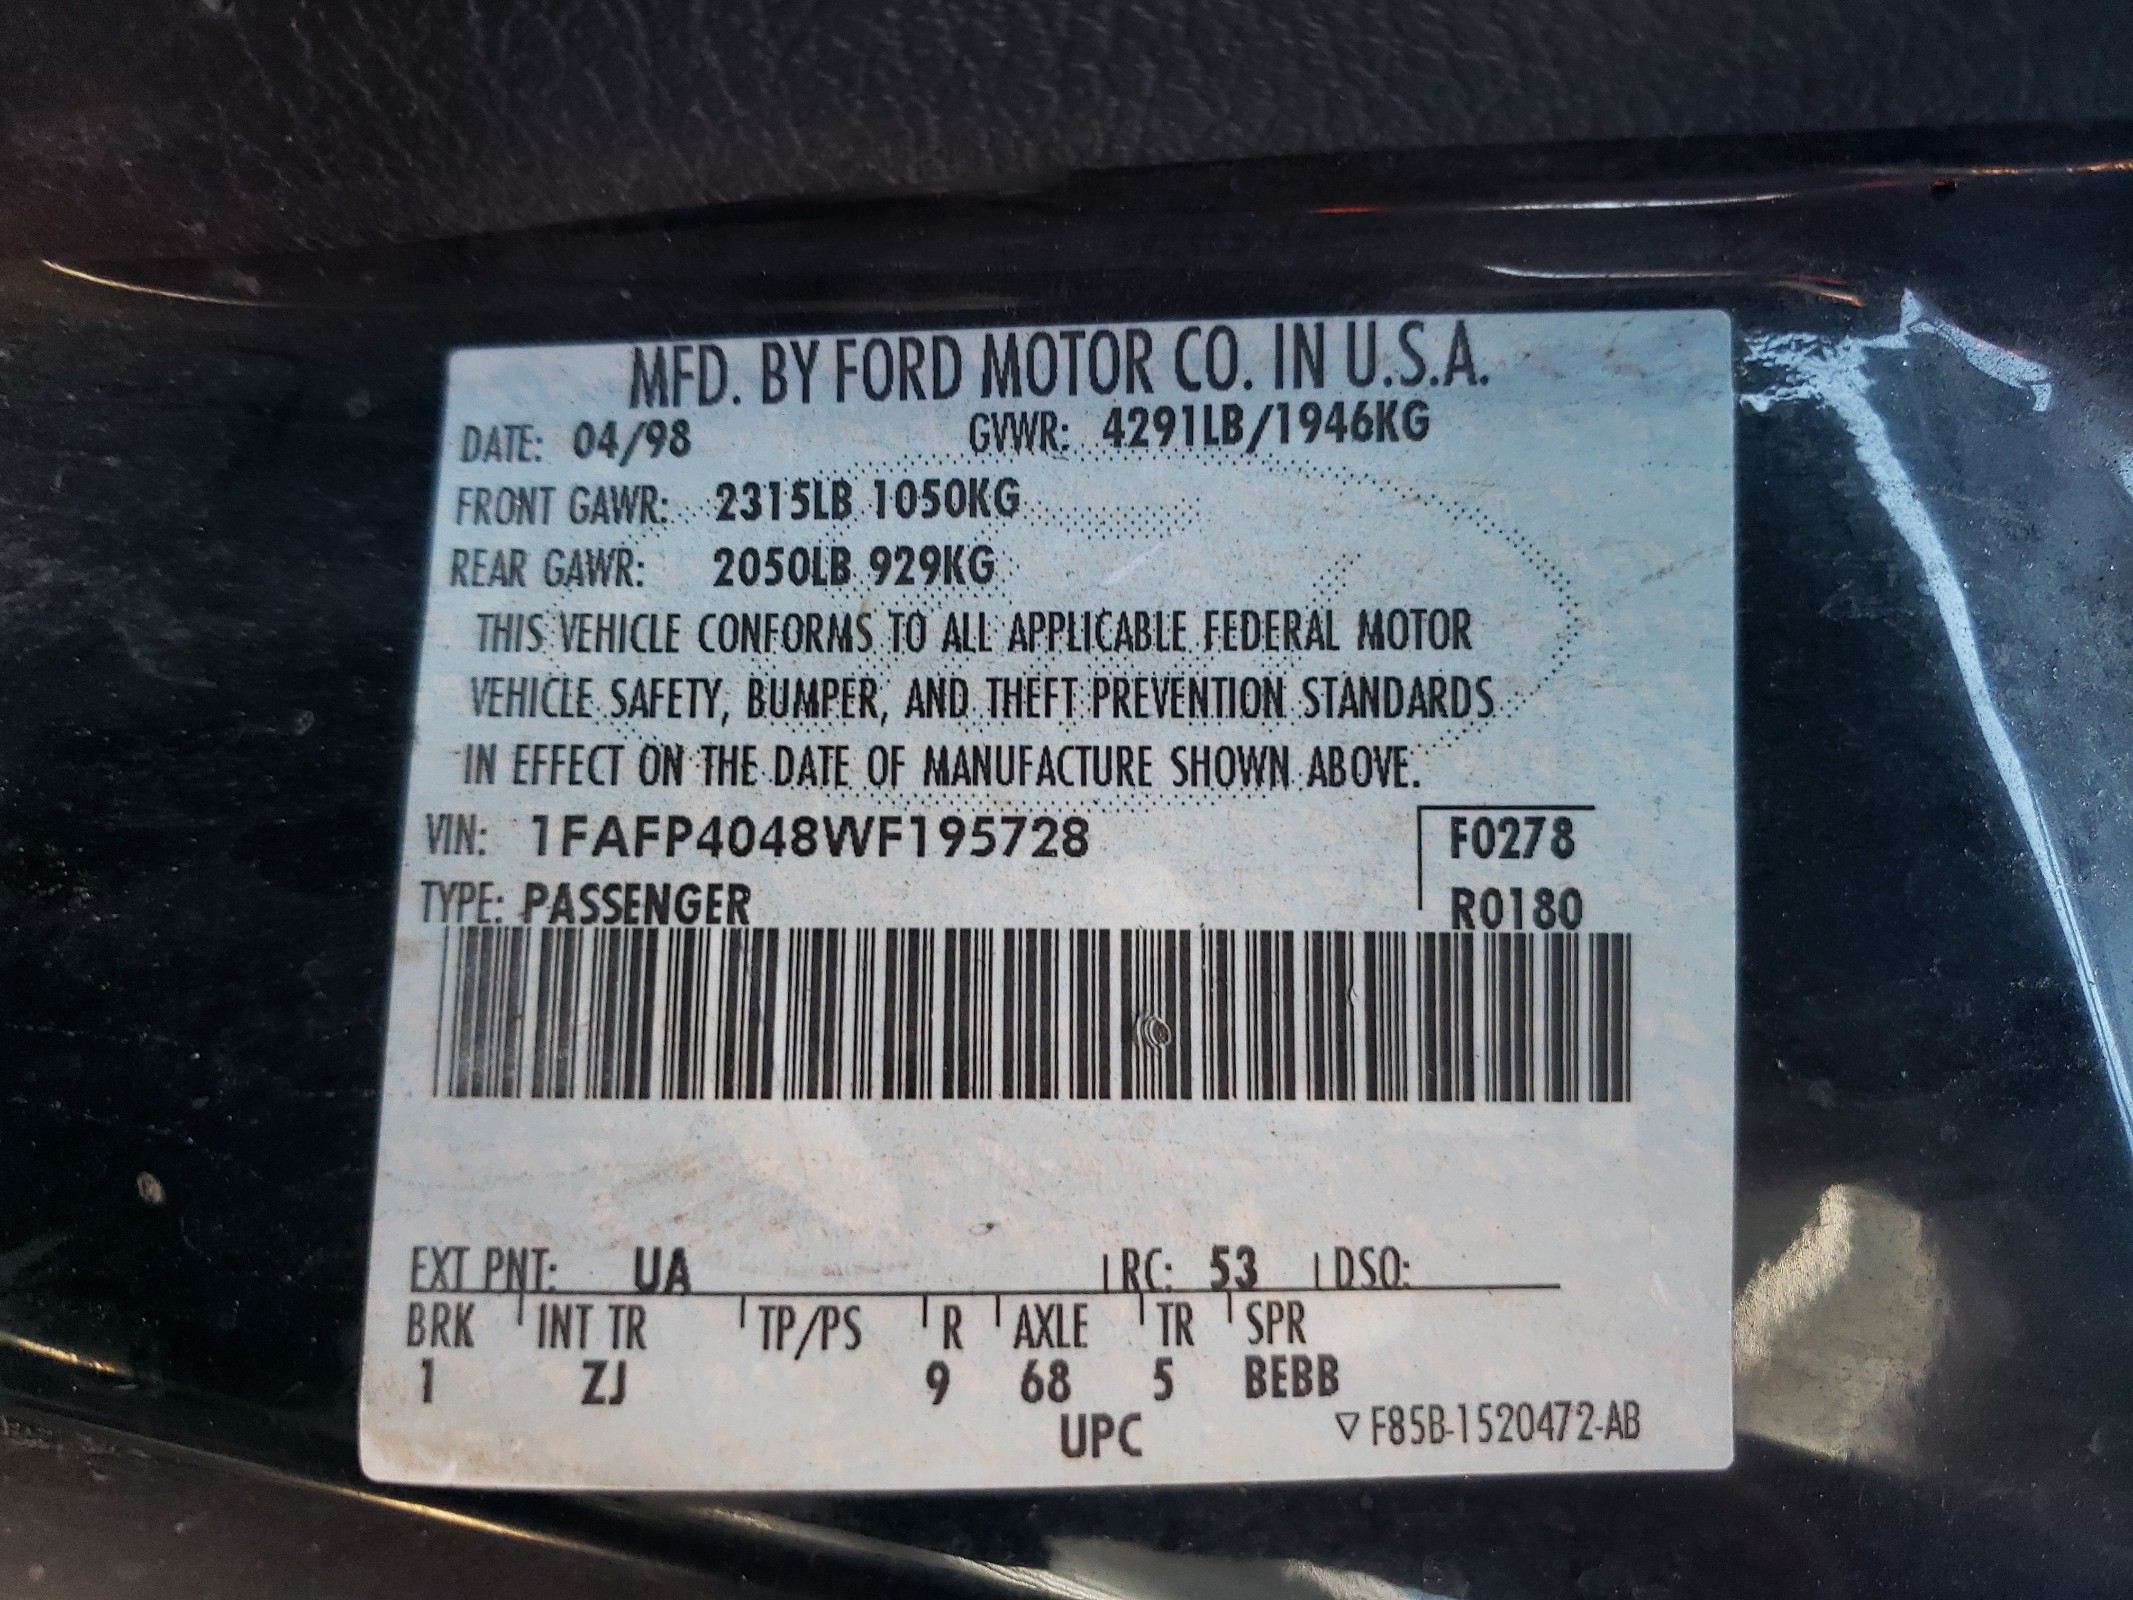 MFD. BY FORD MOTOR CO. IN U.S.A.
DATE: 04/98 GVWR: 4291LB/1946KG
FRONT GAWR: 2315LB 1050KG
REAR GAWR: 2050LB 929KG
THIS VEHICLE CONFORMS TO ALL APPLICABLE FEDERAL MOTOR
VEHICLE SAFETY, BUMPER, AND THEFT PREVENTION STANDARDS
IN EFFECT ON THE DATE OF MANUFACTURE SHOWN ABOVE.
VIN: 1FAFP4048WF195728 F0278
TYPE: PASSENGER R0180
EXT PNT: UA RC: 53 DSO:
BRK INT TR TP/PS R AXLE TR SPR
1 ZJ 9 68 5 BEBB
UPC ▽ F85B-1520472-AB